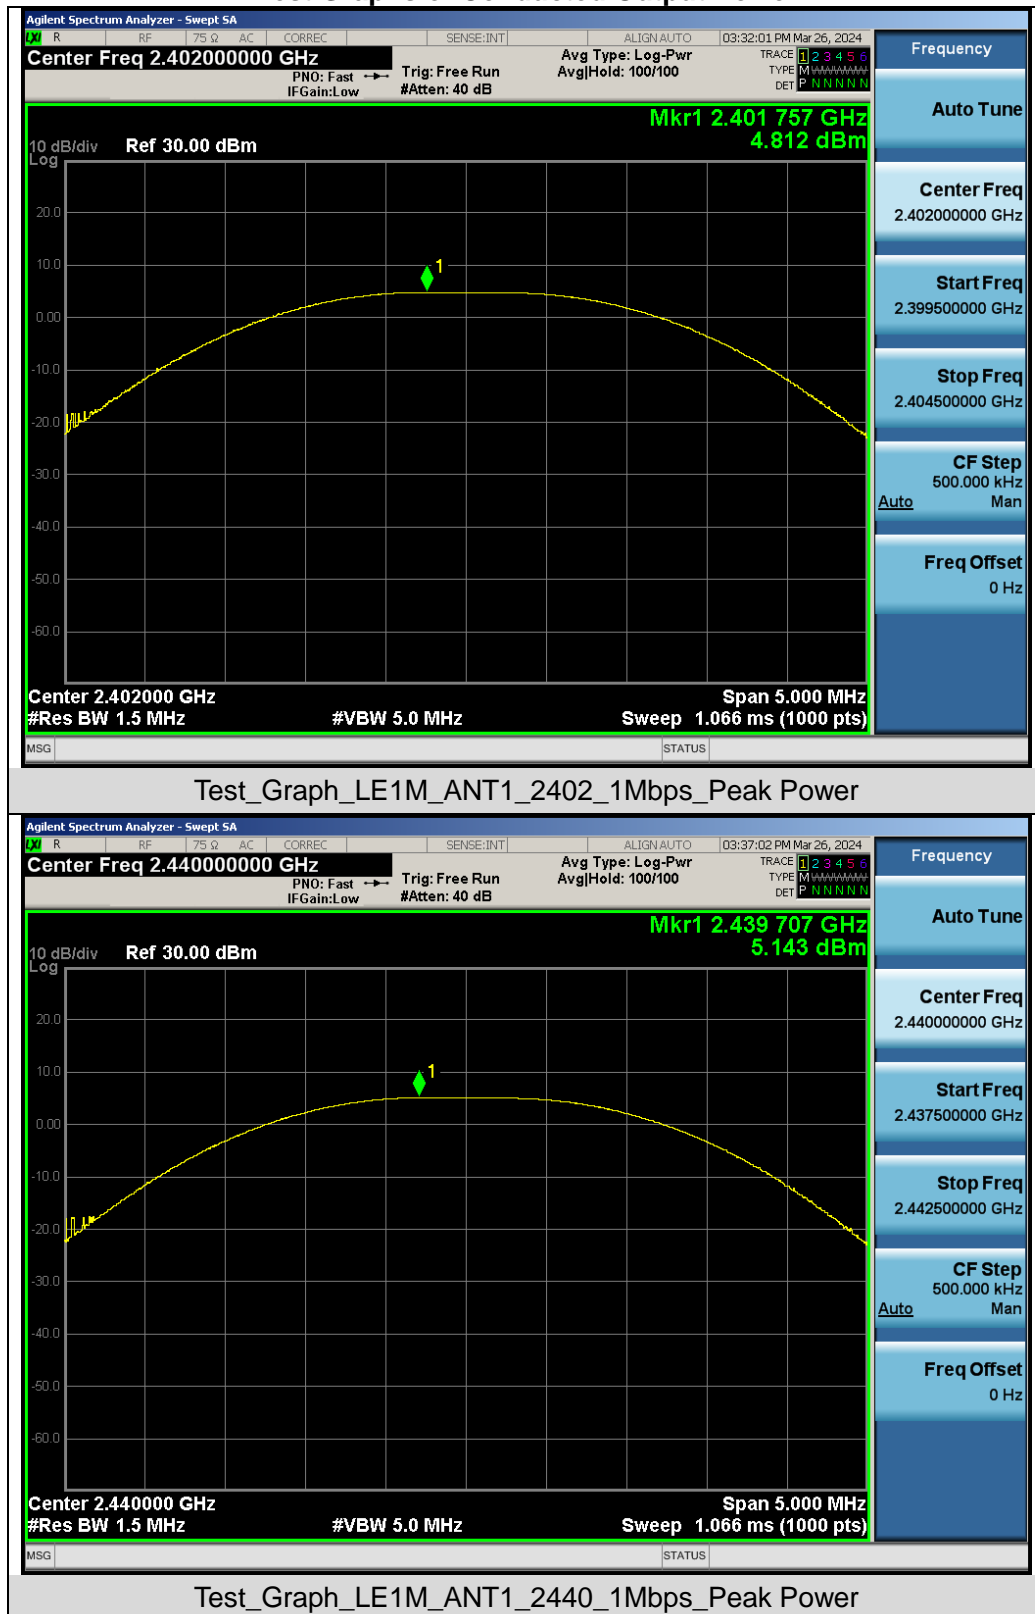 Agilent Spectrum Analyzer - Swept SA
LXI R RF 75 Ω AC CORREC SENSE:INT ALIGN AUTO 03:32:01 PM Mar 26, 2024
Center Freq 2.402000000 GHz
PNO: Fast
IFGain:Low
Trig: Free Run
#Atten: 40 dB
Avg Type: Log-Pwr
Avg|Hold: 100/100
TRACE 1 2 3 4 5 6
TYPE M
DET P N N N N N
Mkr1 2.401 757 GHz
4.812 dBm
10 dB/div Ref 30.00 dBm
Log
20.0
10.0
1
0.00
-10.0
-20.0
-30.0
-40.0
-50.0
-60.0
Center 2.402000 GHz Span 5.000 MHz
#Res BW 1.5 MHz #VBW 5.0 MHz Sweep 1.066 ms (1000 pts)
MSG STATUS
Frequency
Auto Tune
Center Freq
2.402000000 GHz
Start Freq
2.399500000 GHz
Stop Freq
2.404500000 GHz
CF Step
500.000 kHz
Auto Man
Freq Offset
0 Hz
Test_Graph_LE1M_ANT1_2402_1Mbps_Peak Power
Agilent Spectrum Analyzer - Swept SA
LXI R RF 75 Ω AC CORREC SENSE:INT ALIGN AUTO 03:37:02 PM Mar 26, 2024
Center Freq 2.440000000 GHz
PNO: Fast
IFGain:Low
Trig: Free Run
#Atten: 40 dB
Avg Type: Log-Pwr
Avg|Hold: 100/100
TRACE 1 2 3 4 5 6
TYPE M
DET P N N N N N
Mkr1 2.439 707 GHz
5.143 dBm
10 dB/div Ref 30.00 dBm
Log
20.0
10.0
1
0.00
-10.0
-20.0
-30.0
-40.0
-50.0
-60.0
Center 2.440000 GHz Span 5.000 MHz
#Res BW 1.5 MHz #VBW 5.0 MHz Sweep 1.066 ms (1000 pts)
MSG STATUS
Frequency
Auto Tune
Center Freq
2.440000000 GHz
Start Freq
2.437500000 GHz
Stop Freq
2.442500000 GHz
CF Step
500.000 kHz
Auto Man
Freq Offset
0 Hz
Test_Graph_LE1M_ANT1_2440_1Mbps_Peak Power